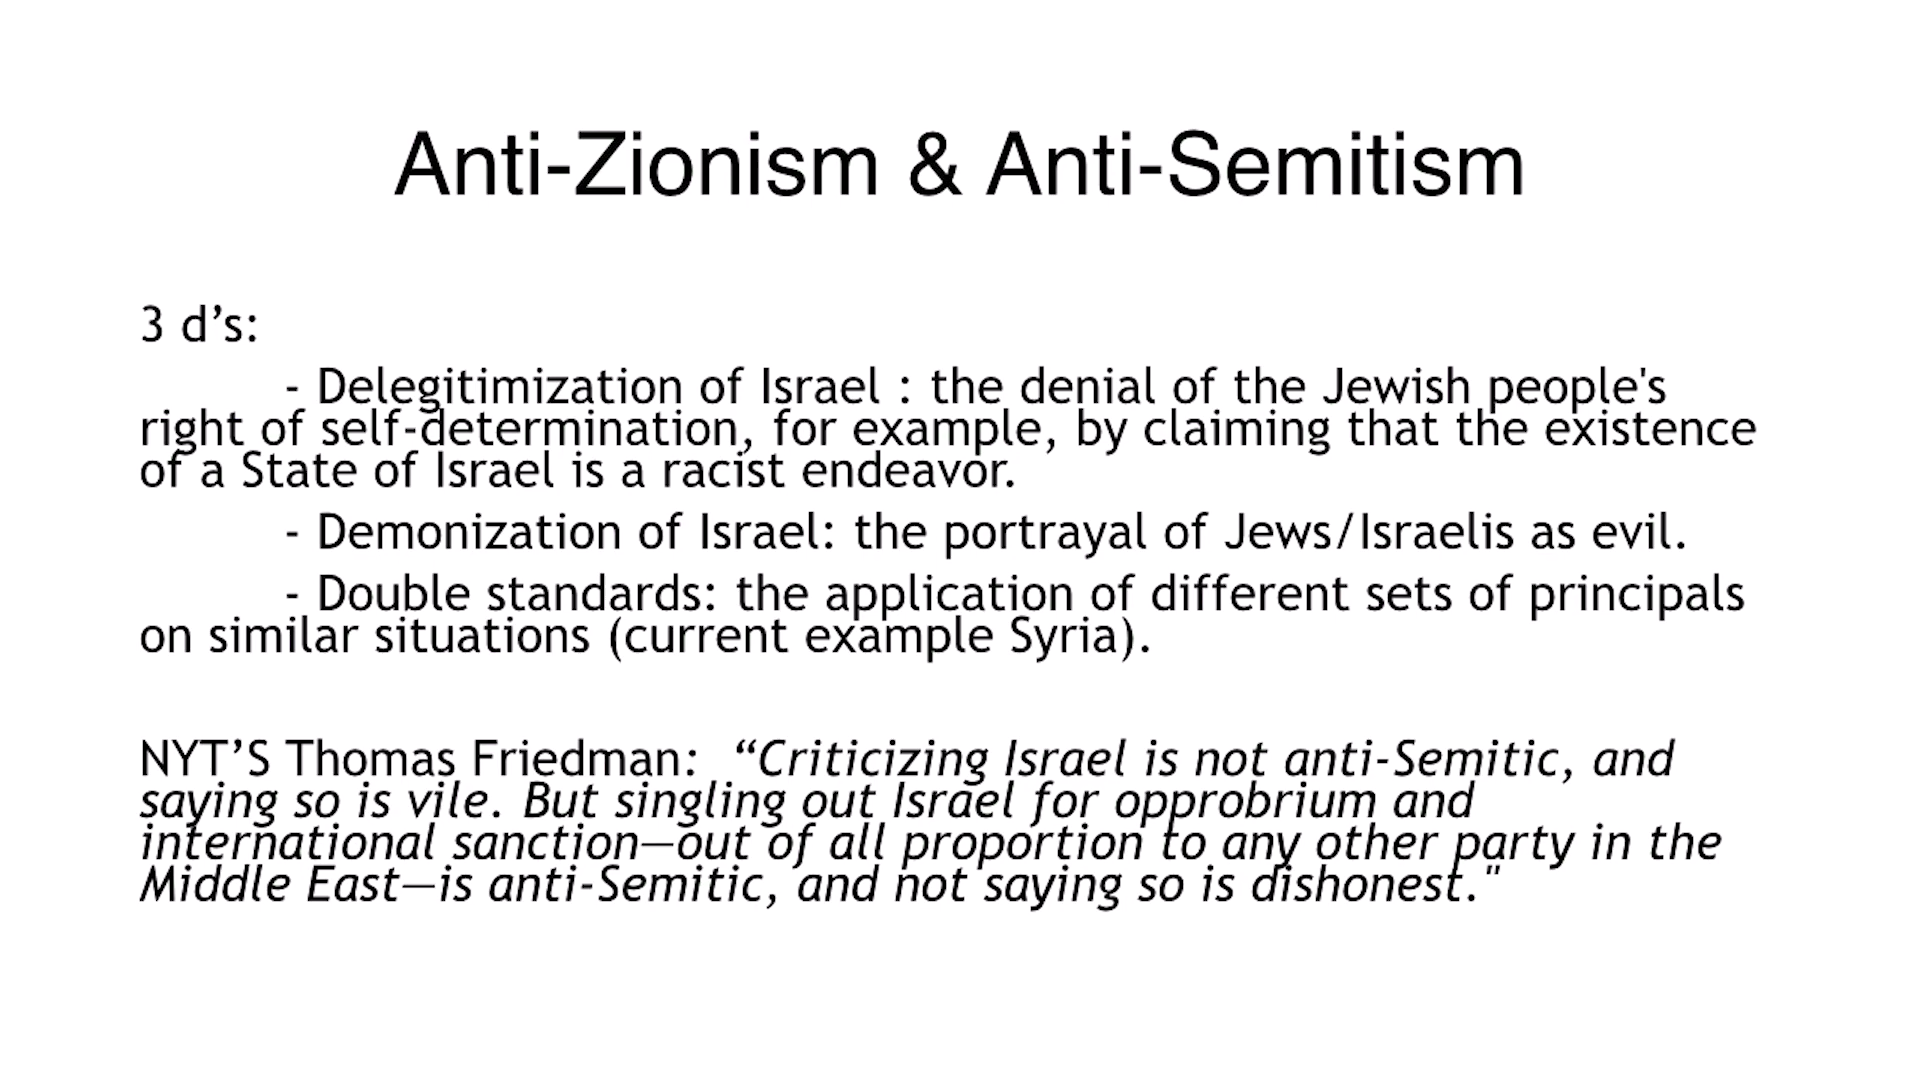 Anti-Zionism & Anti-Semitism
3 d’s:
- Delegitimization of Israel : the denial of the Jewish people's
right of self-determination, for example, by claiming that the existence
of a State of Israel is a racist endeavor.
- Demonization of Israel: the portrayal of Jews/Israelis as evil.
- Double standards: the application of different sets of principals
on similar situations (current example Syria).
NYT’S Thomas Friedman: “Criticizing Israel is not anti-Semitic, and
saying so is vile. But singling out Israel for opprobrium and
international sanction—out of all proportion to any other party in the
Middle East—is anti-Semitic, and not saying so is dishonest."